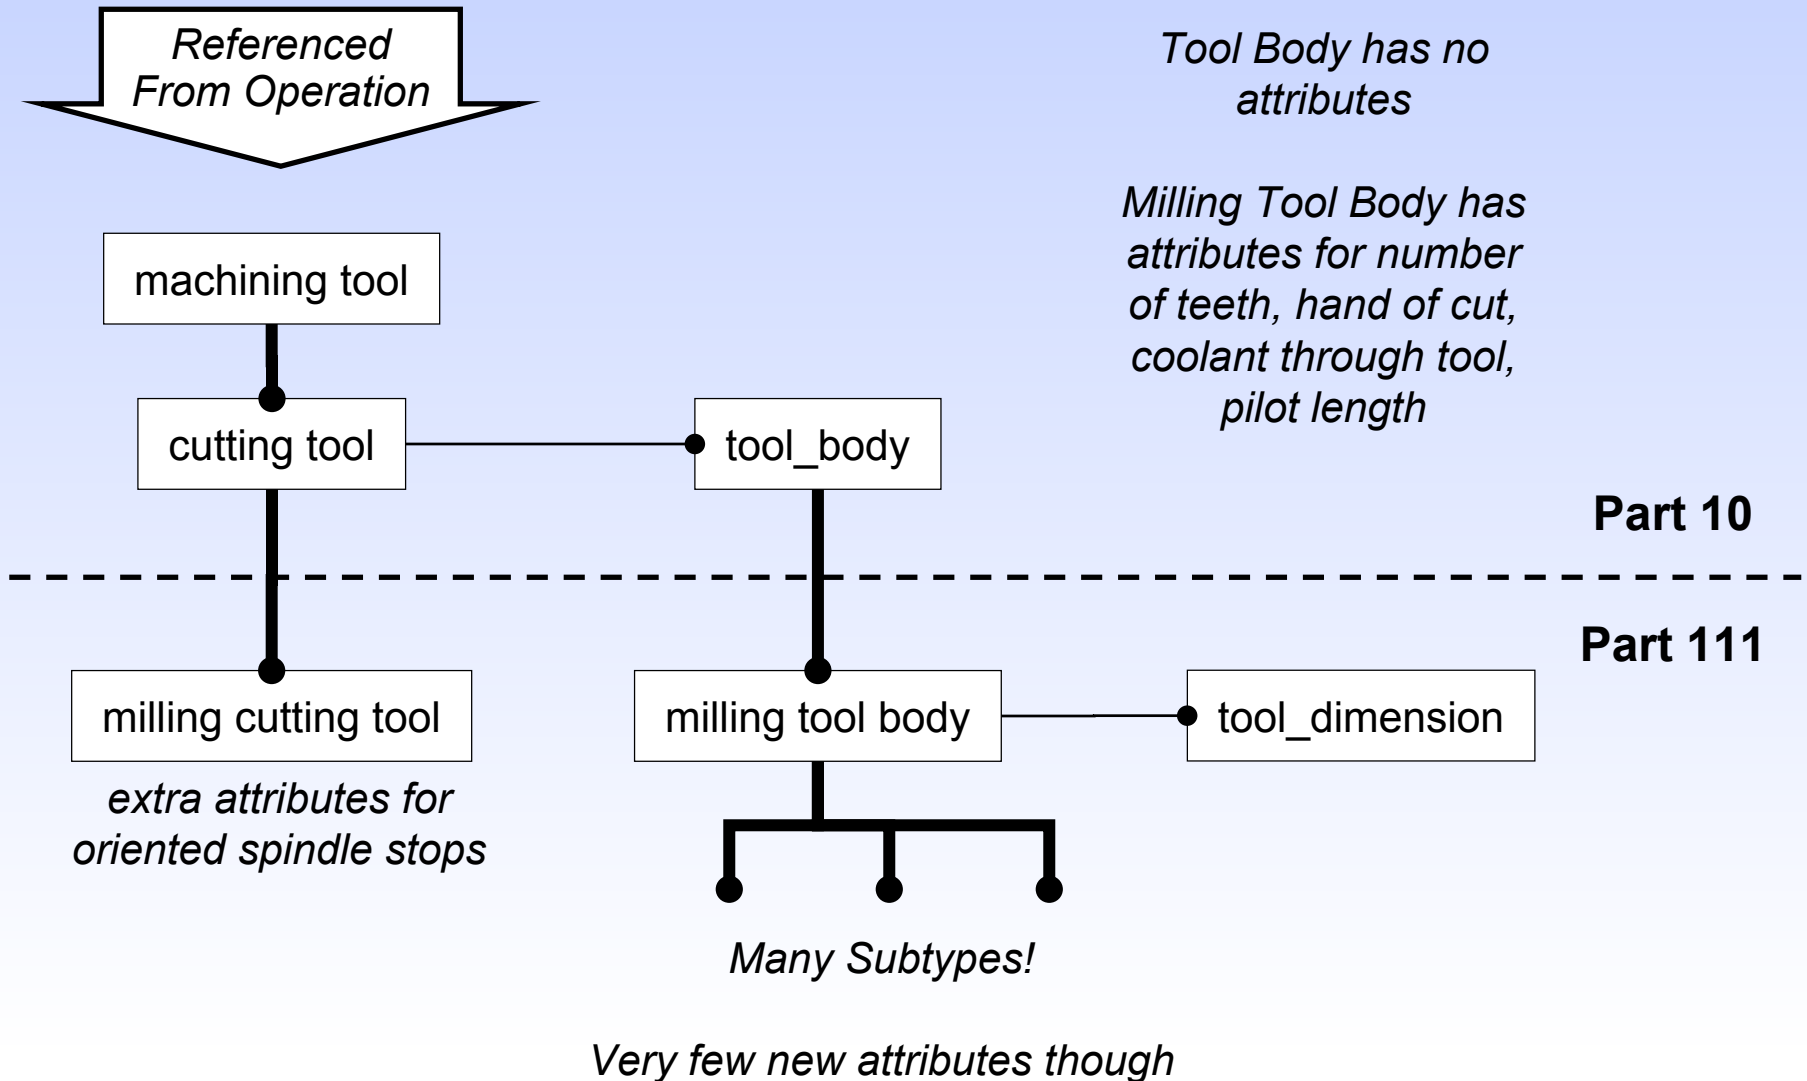 Referenced
From Operation
Tool Body has no
attributes
Milling Tool Body has
attributes for number
of teeth, hand of cut,
coolant through tool,
pilot length
machining tool
cutting tool
tool_body
Part 10
Part 111
milling cutting tool
milling tool body
tool_dimension
extra attributes for
oriented spindle stops
Many Subtypes!
Very few new attributes though